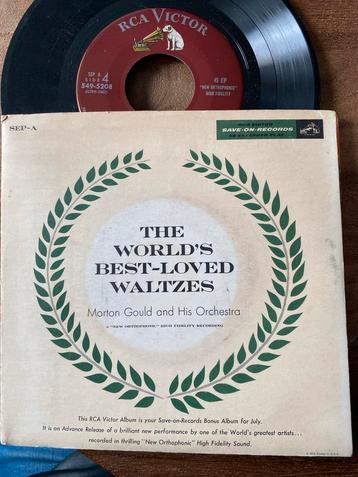 RCA VICTOR
SEP A
SIDE 4
549-5208
45 EP
"NEW ORTHOPHONIC"
HIGH FIDELITY
SEP-A
RCA VICTOR
SAVE-ON-RECORDS
THE
WORLD'S
BEST-LOVED
WALTZES
Morton Gould and His Orchestra
A "NEW ORTHOPHONIC" HIGH FIDELITY RECORDING
This RCA Victor Album is your Save-on-Records Bonus Album for July.
It is an Advance Release of a brilliant new performance by one of the World's greatest artists...
recorded in thrilling "New Orthophonic" High Fidelity Sound.